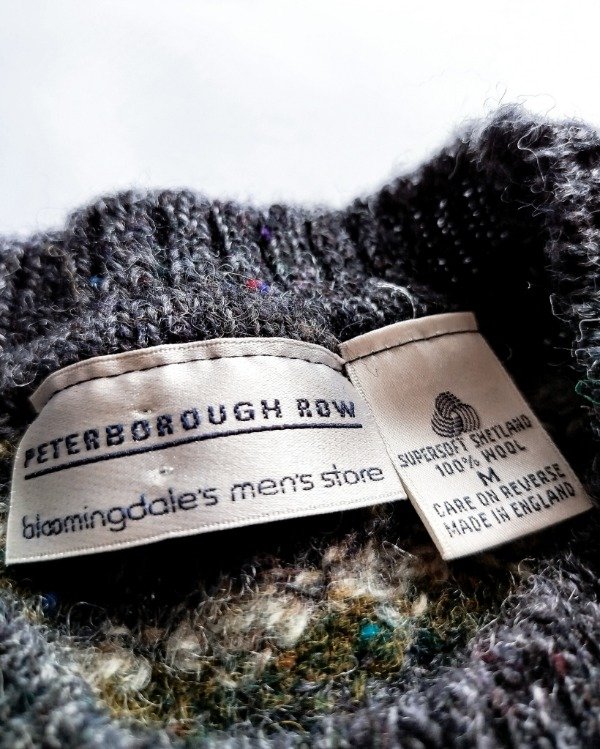 PETERBOROUGH ROW
bloomingdale's men's store
SUPERSOFT SHETLAND
100% WOOL
M
CARE ON REVERSE
MADE IN ENGLAND